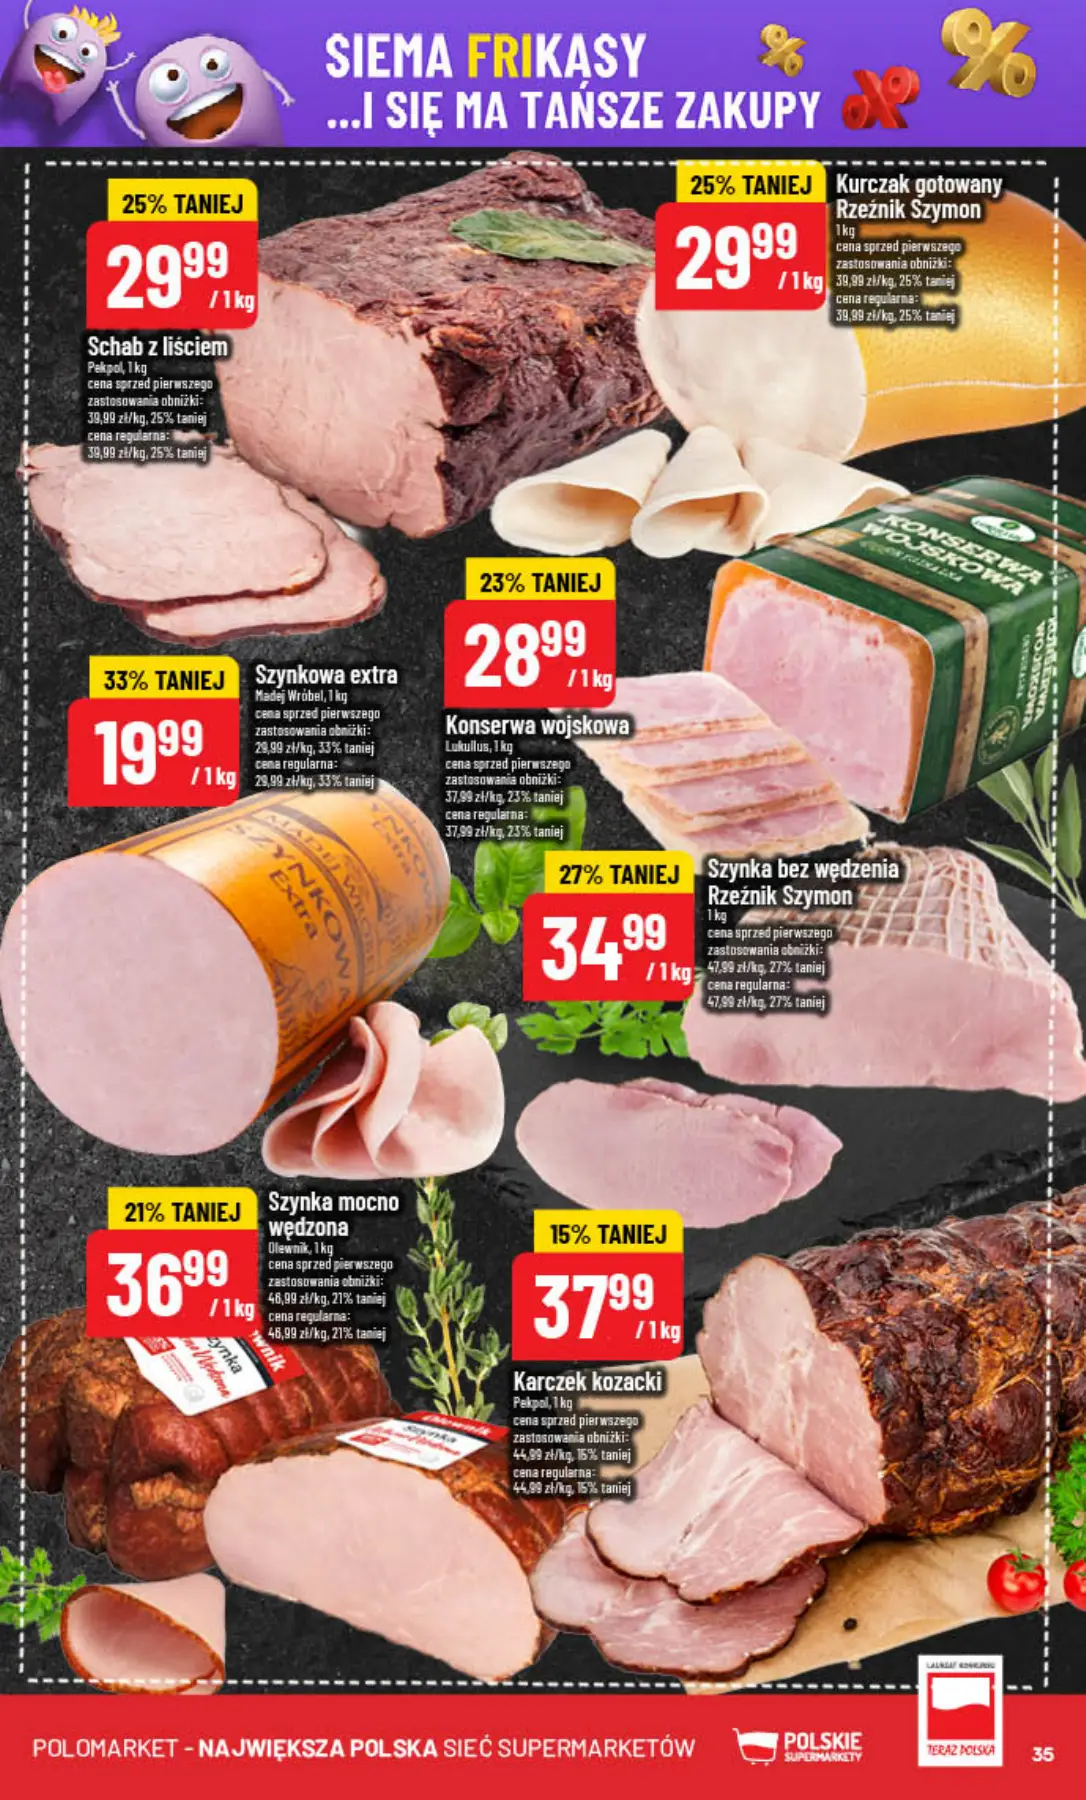 SIEMA FRIKASY
...I SIĘ MA TAŃSZE ZAKUPY
25% TANIEJ
29 99
/1kg
Schab z liściem
Pekpol, 1 kg
cena sprzed pierwszego
zastosowania obniżki:
39,99 zł/kg, 25% taniej
cena regularna:
39,99 zł/kg, 25% taniej
25% TANIEJ
29 99
/1kg
Kurczak gotowany
Rzeźnik Szymon
1 kg
cena sprzed pierwszego
zastosowania obniżki:
39,99 zł/kg, 25% taniej
cena regularna:
39,99 zł/kg, 25% taniej
KONSERWA
WOJSKOWA
23% TANIEJ
28 99
/1kg
Konserwa wojskowa
Lukullus, 1 kg
cena sprzed pierwszego
zastosowania obniżki:
37,99 zł/kg, 23% taniej
cena regularna:
37,99 zł/kg, 23% taniej
33% TANIEJ
19 99
/1kg
Szynkowa extra
Madej Wróbel, 1 kg
cena sprzed pierwszego
zastosowania obniżki:
29,99 zł/kg, 33% taniej
cena regularna:
29,99 zł/kg, 33% taniej
SZYNKOWA
Extra
27% TANIEJ
34 99
/1kg
Szynka bez wędzenia
Rzeźnik Szymon
1 kg
cena sprzed pierwszego
zastosowania obniżki:
47,99 zł/kg, 27% taniej
cena regularna:
47,99 zł/kg, 27% taniej
21% TANIEJ
36 99
/1kg
Szynka mocno
wędzona
Olewnik, 1 kg
cena sprzed pierwszego
zastosowania obniżki:
46,99 zł/kg, 21% taniej
cena regularna:
46,99 zł/kg, 21% taniej
15% TANIEJ
37 99
/1kg
Karczek kozacki
Pekpol, 1 kg
cena sprzed pierwszego
zastosowania obniżki:
44,99 zł/kg, 15% taniej
cena regularna:
44,99 zł/kg, 15% taniej
POLOMARKET - NAJWIĘKSZA POLSKA SIEĆ SUPERMARKETÓW
POLSKIE
SUPERMARKETY
LAUREAT KONKURSU
TERAZ POLSKA
35